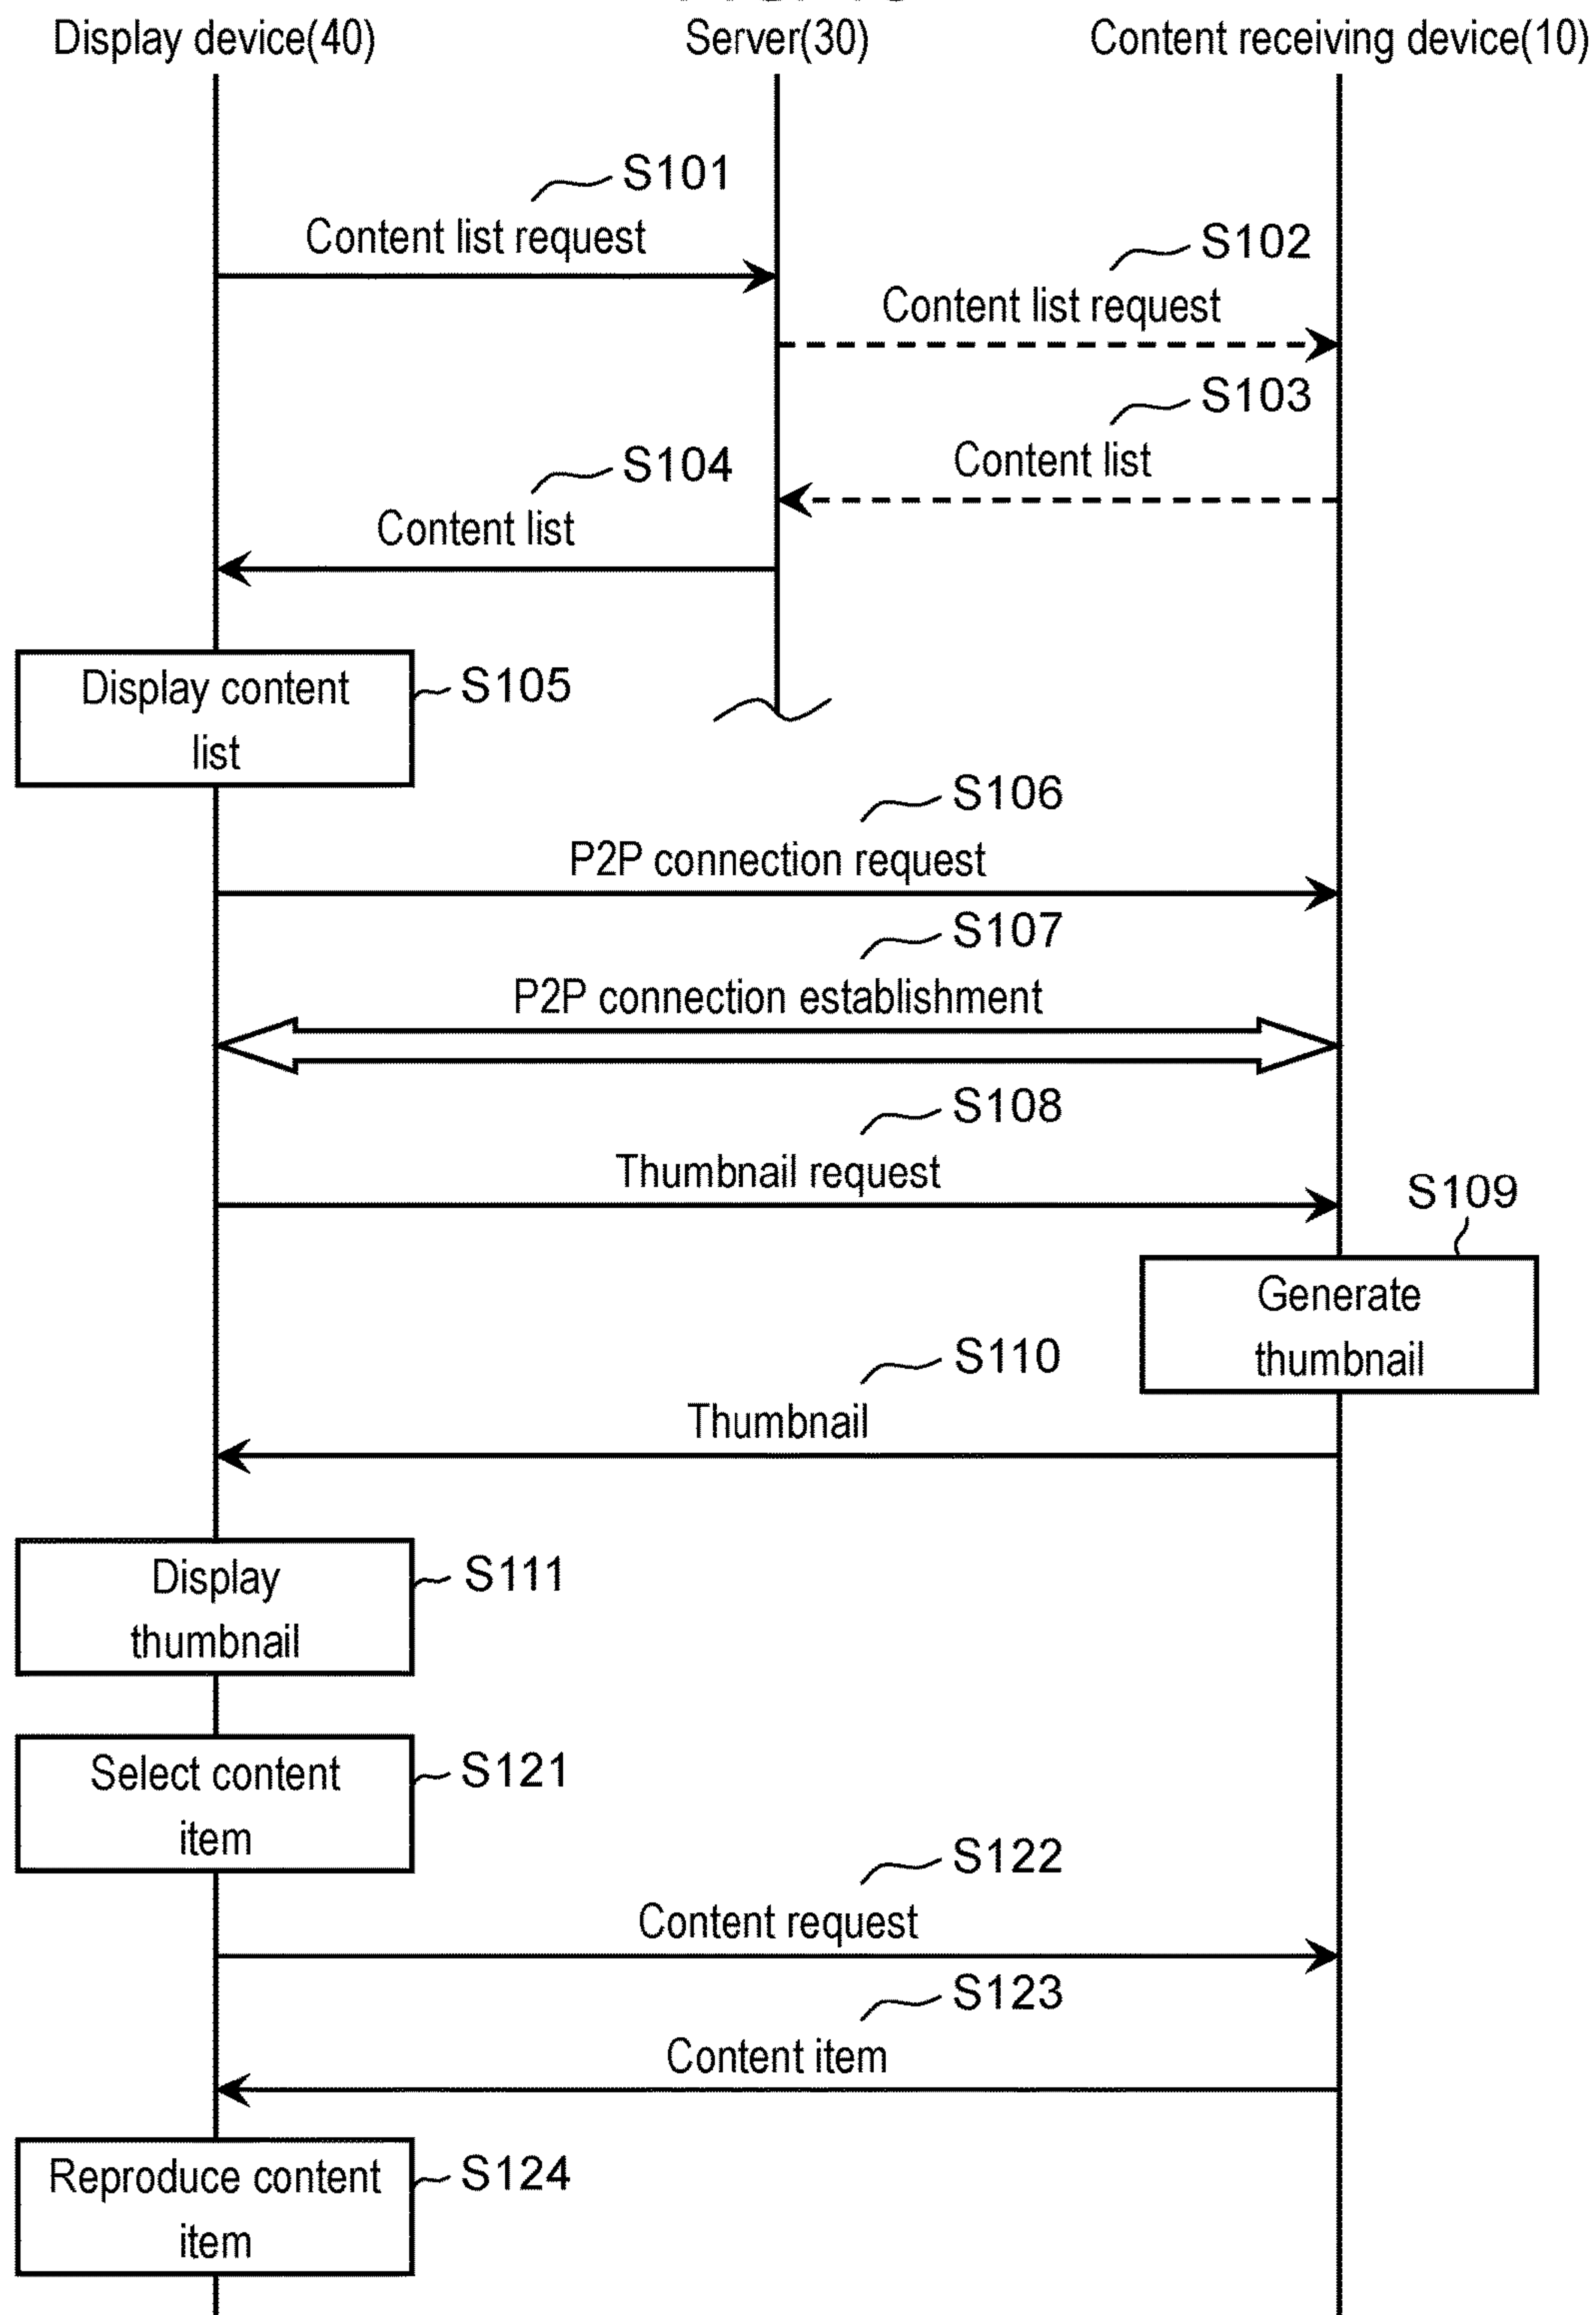 Display device(40)
Server(30)
Content receiving device(10)
S101
Content list request
S102
Content list request
S103
Content list
S104
Content list
Display content
list
S105
S106
P2P connection request
S107
P2P connection establishment
S108
Thumbnail request
S109
Generate
thumbnail
S110
Thumbnail
Display
thumbnail
S111
Select content
item
S121
S122
Content request
S123
Content item
Reproduce content
item
S124